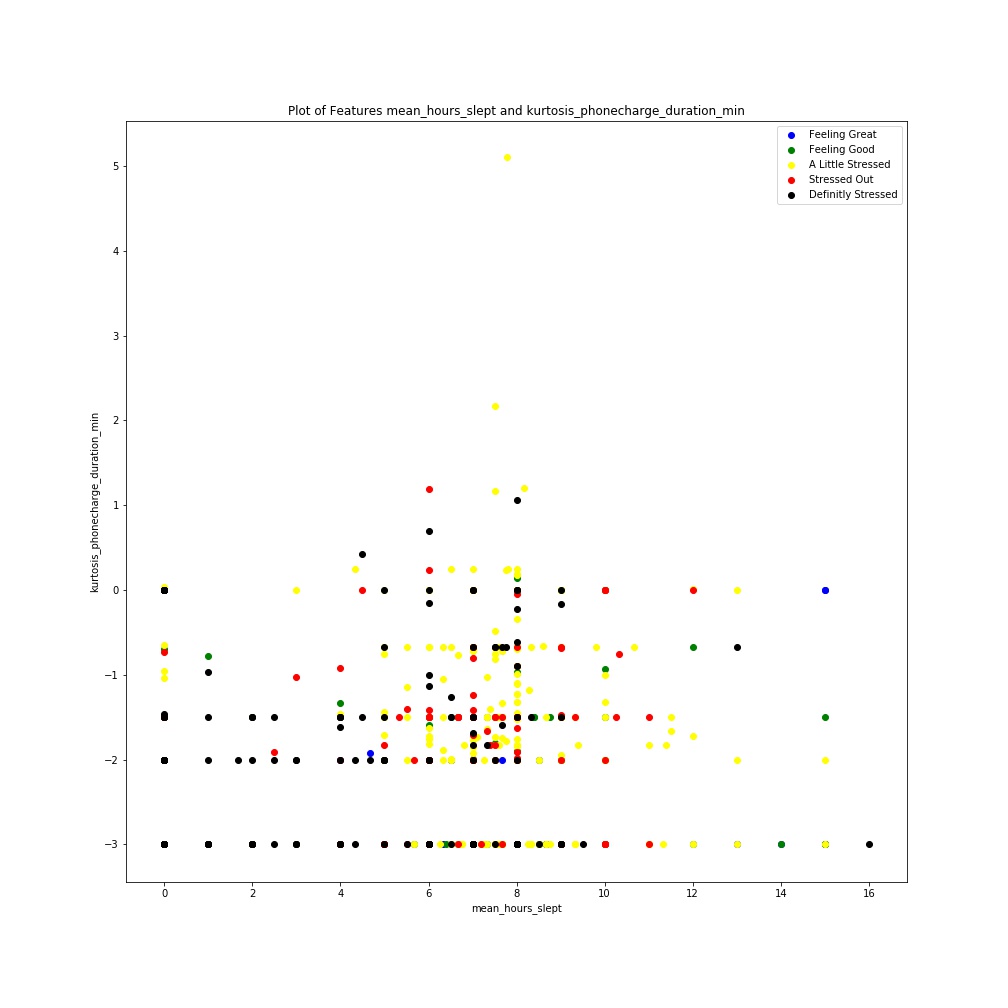 Plot of Features mean_hours_slept and kurtosis_phonecharge_duration_min
Feeling Great
Feeling Good
A Little Stressed
Stressed Out
Definitly Stressed
5
4
3
2
1
0
−1
−2
−3
kurtosis_phonecharge_duration_min
0 2 4 6 8 10 12 14 16
mean_hours_slept